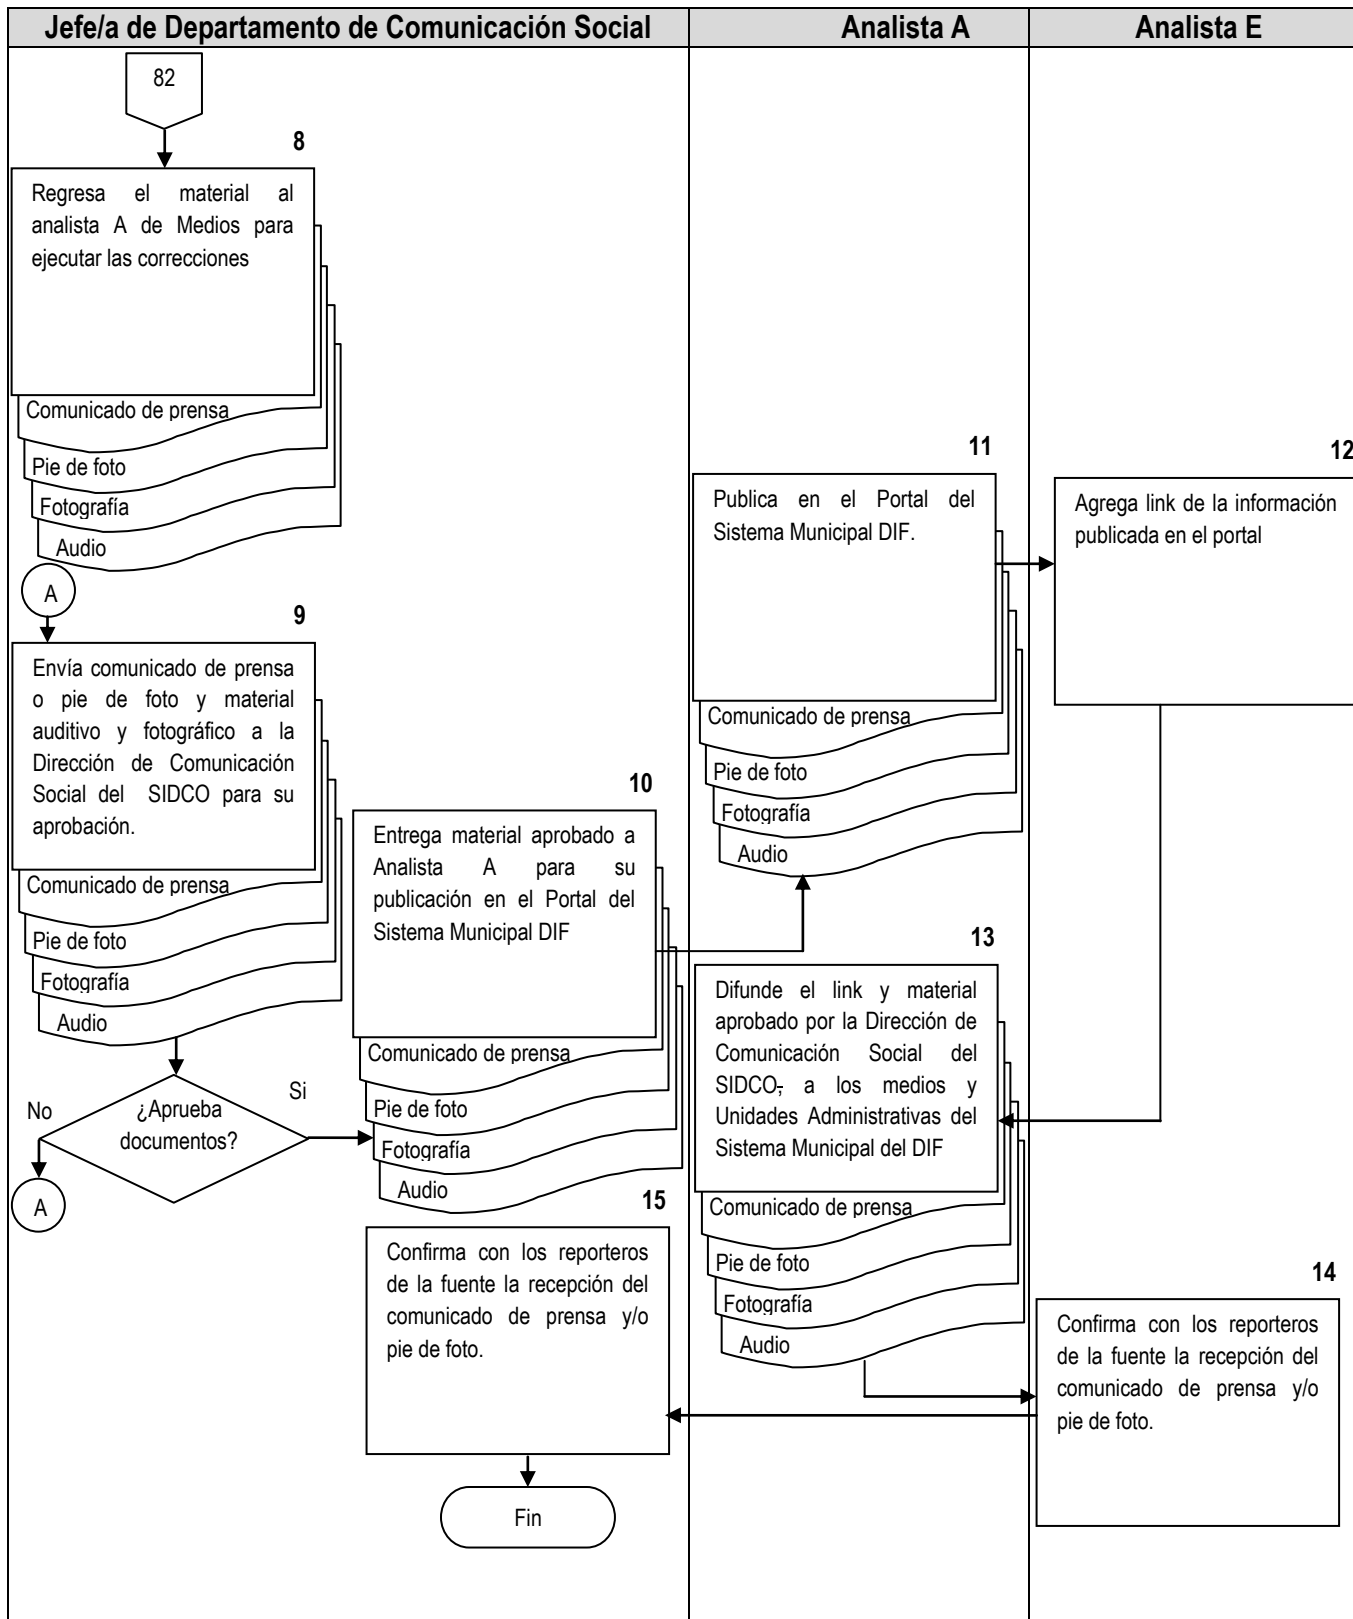 Jefe/a de Departamento de Comunicación Social
Analista A
Analista E
82
8
Regresa el material al
analista A de Medios para
ejecutar las correcciones
Comunicado de prensa
Pie de foto
Fotografía
Audio
A
9
Envía comunicado de prensa
o pie de foto y material
auditivo y fotográfico a la
Dirección de Comunicación
Social del SIDCO para su
aprobación.
Comunicado de prensa
Pie de foto
Fotografía
Audio
¿Aprueba
documentos?
No
Si
A
10
Entrega material aprobado a
Analista A para su
publicación en el Portal del
Sistema Municipal DIF
Comunicado de prensa
Pie de foto
Fotografía
Audio
11
Publica en el Portal del
Sistema Municipal DIF.
Comunicado de prensa
Pie de foto
Fotografía
Audio
12
Agrega link de la información
publicada en el portal
13
Difunde el link y material
aprobado por la Dirección de
Comunicación Social del
SIDCO, a los medios y
Unidades Administrativas del
Sistema Municipal del DIF
Comunicado de prensa
Pie de foto
Fotografía
Audio
14
Confirma con los reporteros
de la fuente la recepción del
comunicado de prensa y/o
pie de foto.
15
Confirma con los reporteros
de la fuente la recepción del
comunicado de prensa y/o
pie de foto.
Fin